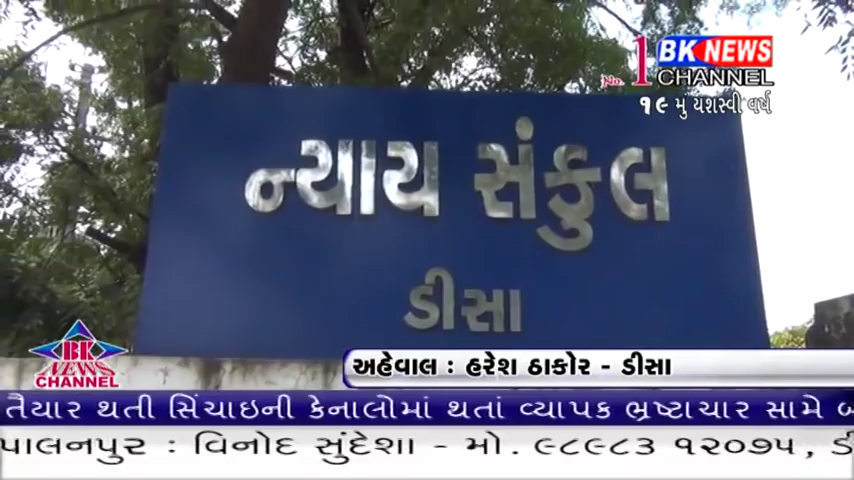 No. 1 BK NEWS
CHANNEL
૧૯ મુ યશસ્વી વર્ષ
ન્યાય સંકુલ
ડીસા
BK
NEWS
CHANNEL
અહેવાલ : હરેશ ઠાકોર - ડીસા
તૈયાર થતી સિંચાઇની કેનાલોમાં થતાં વ્યાપક ભ્રષ્ટાચાર સામે
પાલનપુર : વિનોદ સુંદેશા - મો. ૯૮૯૮૩ ૧૨૦૭૫,